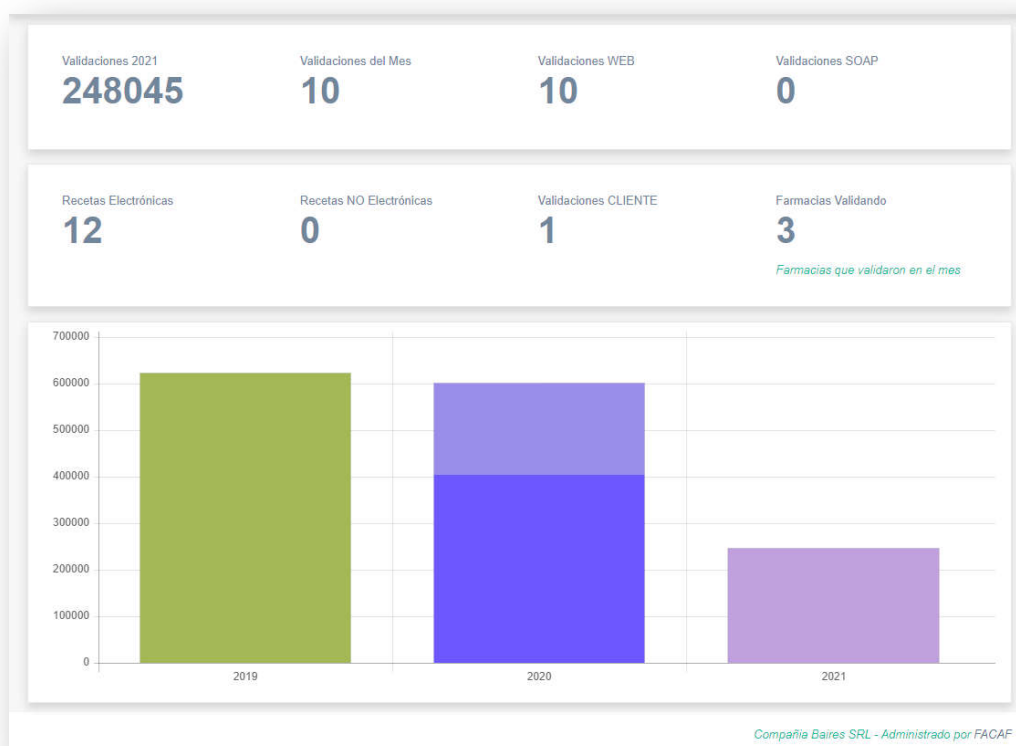 Validaciones 2021
248045
Validaciones del Mes
10
Validaciones WEB
10
Validaciones SOAP
0
Recetas Electrónicas
12
Recetas NO Electrónicas
0
Validaciones CLIENTE
1
Farmacias Validando
3
Farmacias que validaron en el mes
700000
600000
500000
400000
300000
200000
100000
0
2019
2020
2021
Compañia Baires SRL - Administrado por FACAF